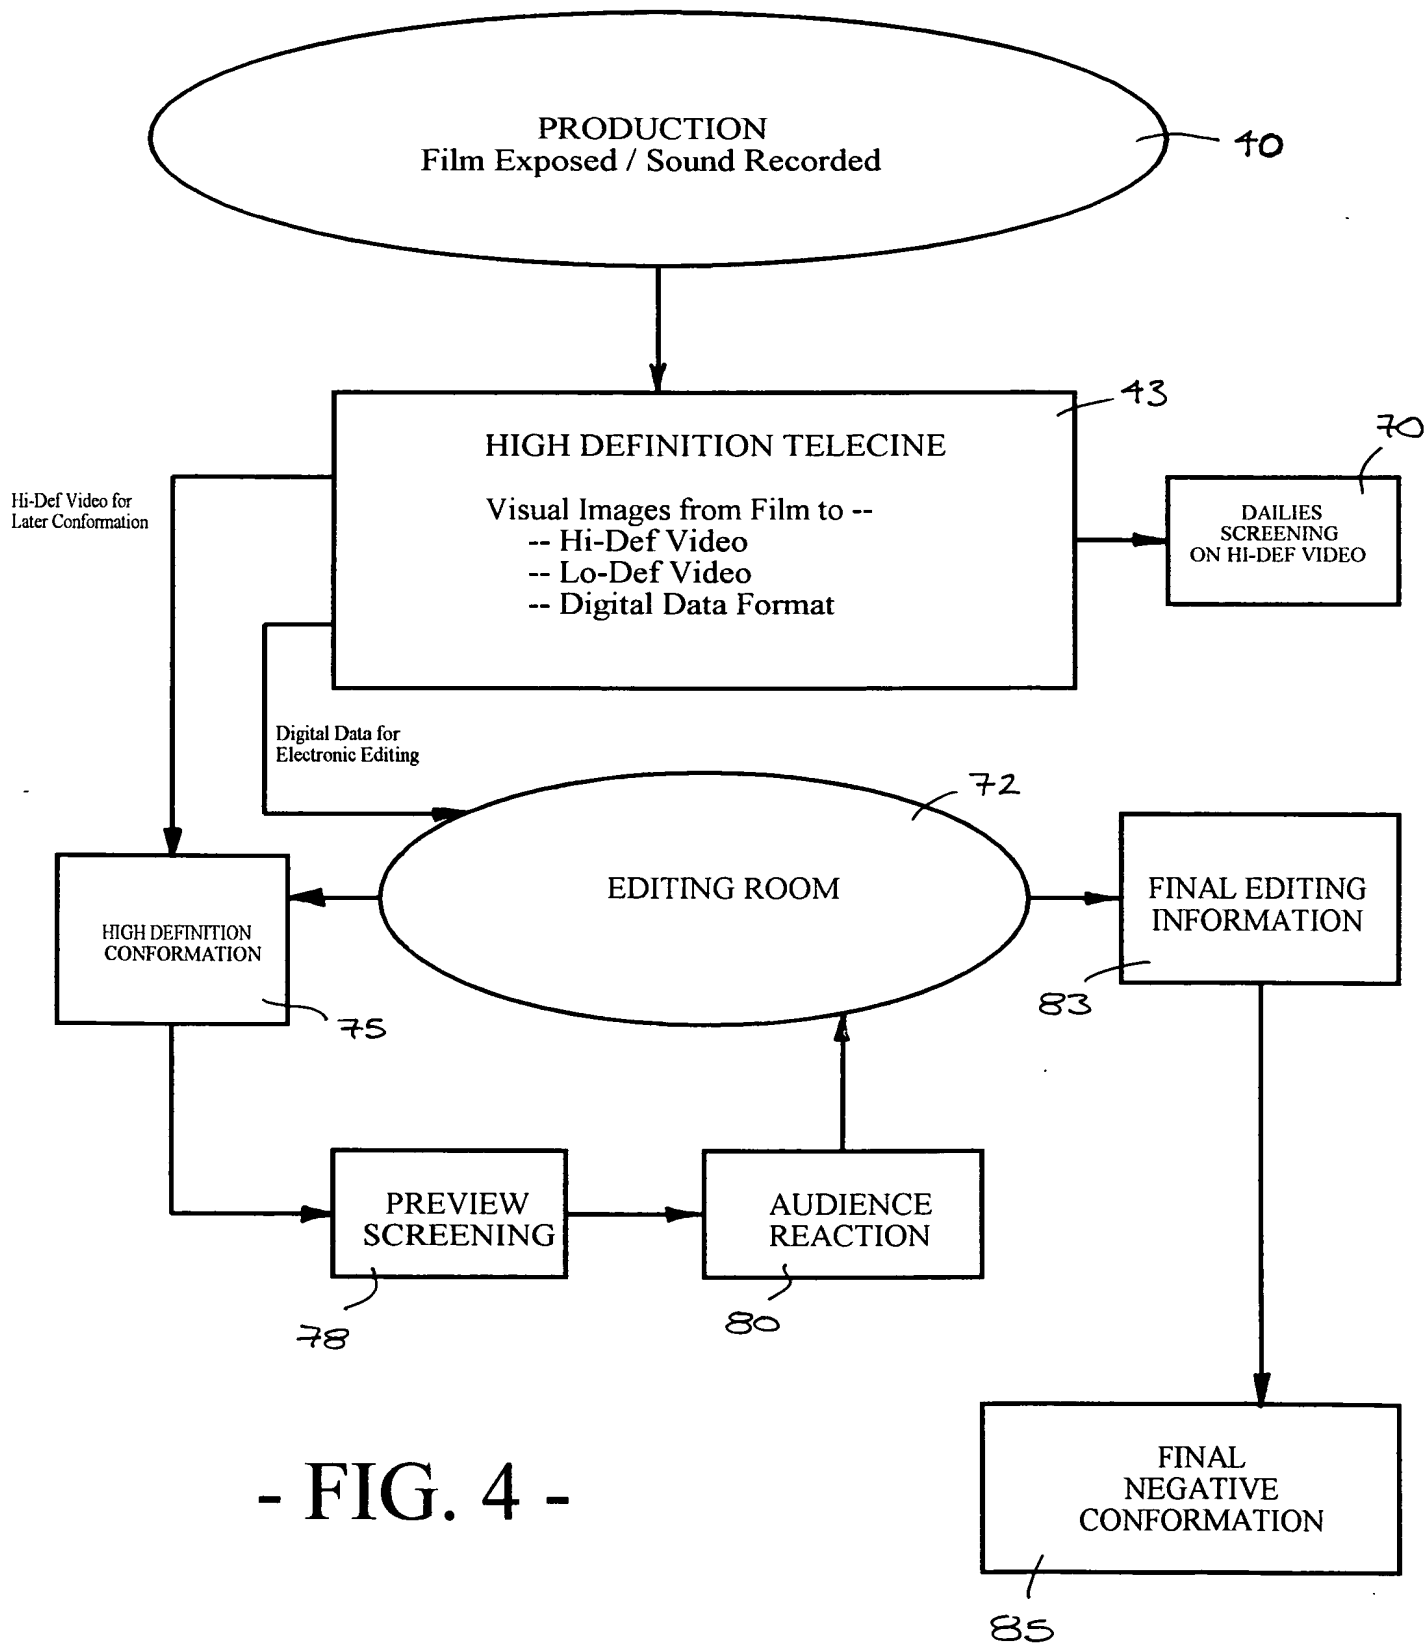 PRODUCTION
Film Exposed / Sound Recorded
40
43
HIGH DEFINITION TELECINE
Visual Images from Film to --
-- Hi-Def Video
-- Lo-Def Video
-- Digital Data Format
70
DAILIES
SCREENING
ON HI-DEF VIDEO
Hi-Def Video for
Later Conformation
Digital Data for
Electronic Editing
72
EDITING ROOM
FINAL EDITING
INFORMATION
83
HIGH DEFINITION
CONFORMATION
75
PREVIEW
SCREENING
78
AUDIENCE
REACTION
80
FINAL
NEGATIVE
CONFORMATION
85
- FIG. 4 -